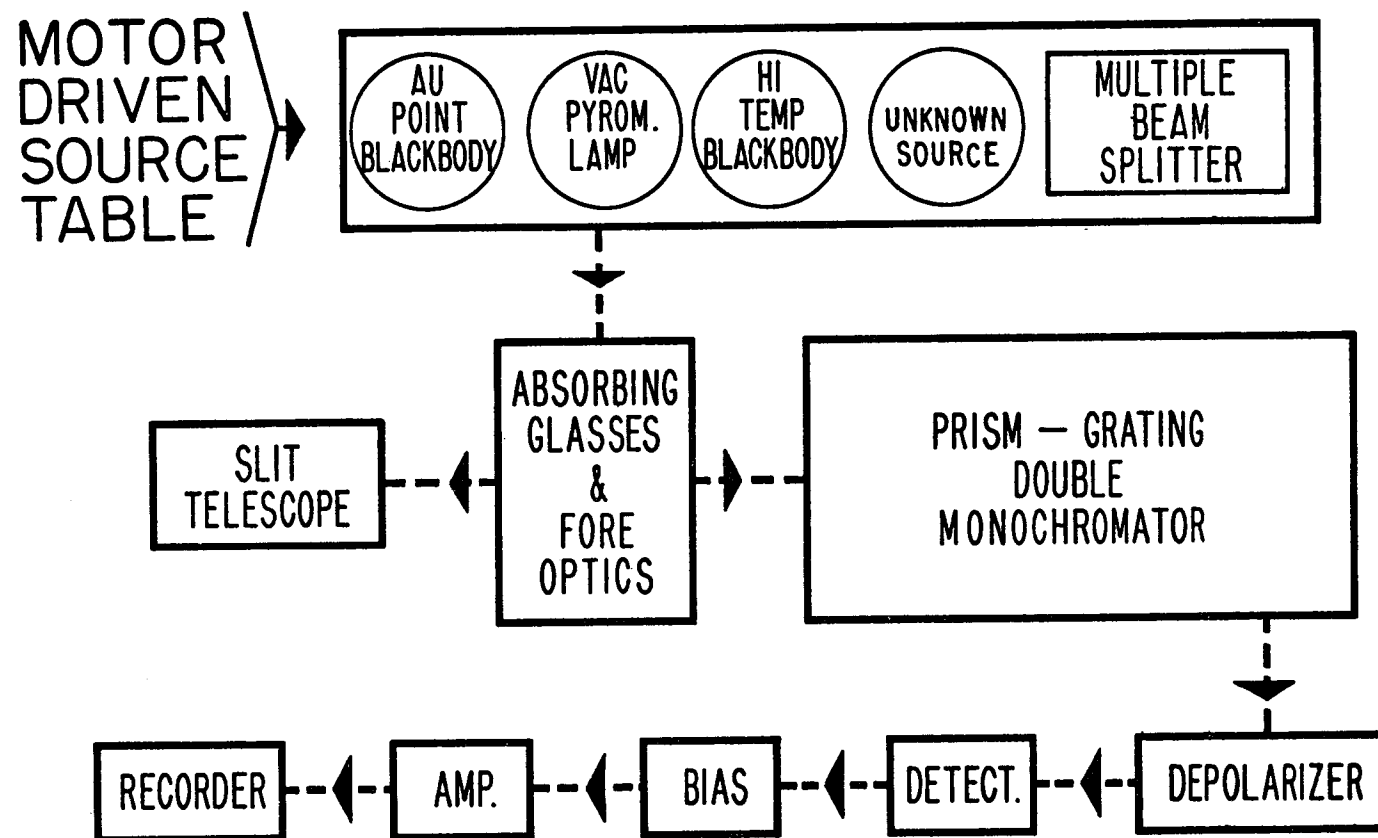 MOTOR
DRIVEN
SOURCE
TABLE
AU
POINT
BLACKBODY
VAC
PYROM.
LAMP
HI
TEMP
BLACKBODY
UNKNOWN
SOURCE
MULTIPLE
BEAM
SPLITTER
SLIT
TELESCOPE
ABSORBING
GLASSES
&
FORE
OPTICS
PRISM — GRATING
DOUBLE
MONOCHROMATOR
RECORDER
AMP.
BIAS
DETECT.
DEPOLARIZER